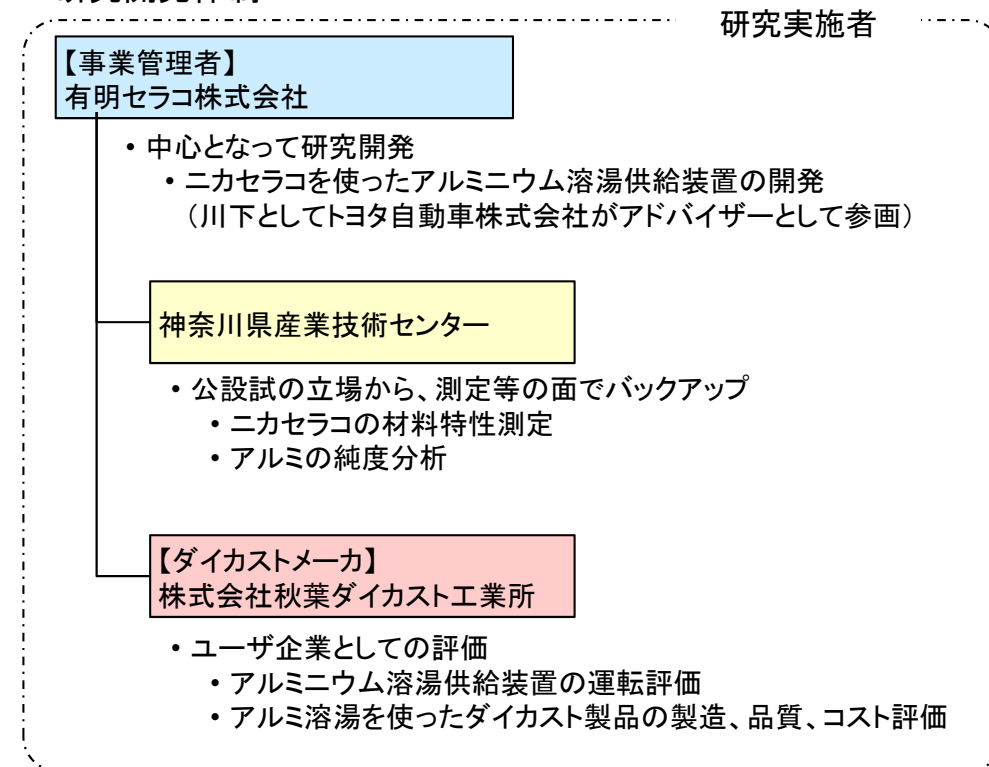 研究実施者
【事業管理者】
有明セラコ株式会社
・中心となって研究開発
・ニカセラコを使ったアルミニウム溶湯供給装置の開発
（川下としてトヨタ自動車株式会社がアドバイザーとして参画）
神奈川県産業技術センター
・公設試の立場から、測定等の面でバックアップ
・ニカセラコの材料特性測定
・アルミの純度分析
【ダイカストメーカ】
株式会社秋葉ダイカスト工業所
・ユーザ企業としての評価
・アルミニウム溶湯供給装置の運転評価
・アルミ溶湯を使ったダイカスト製品の製造、品質、コスト評価